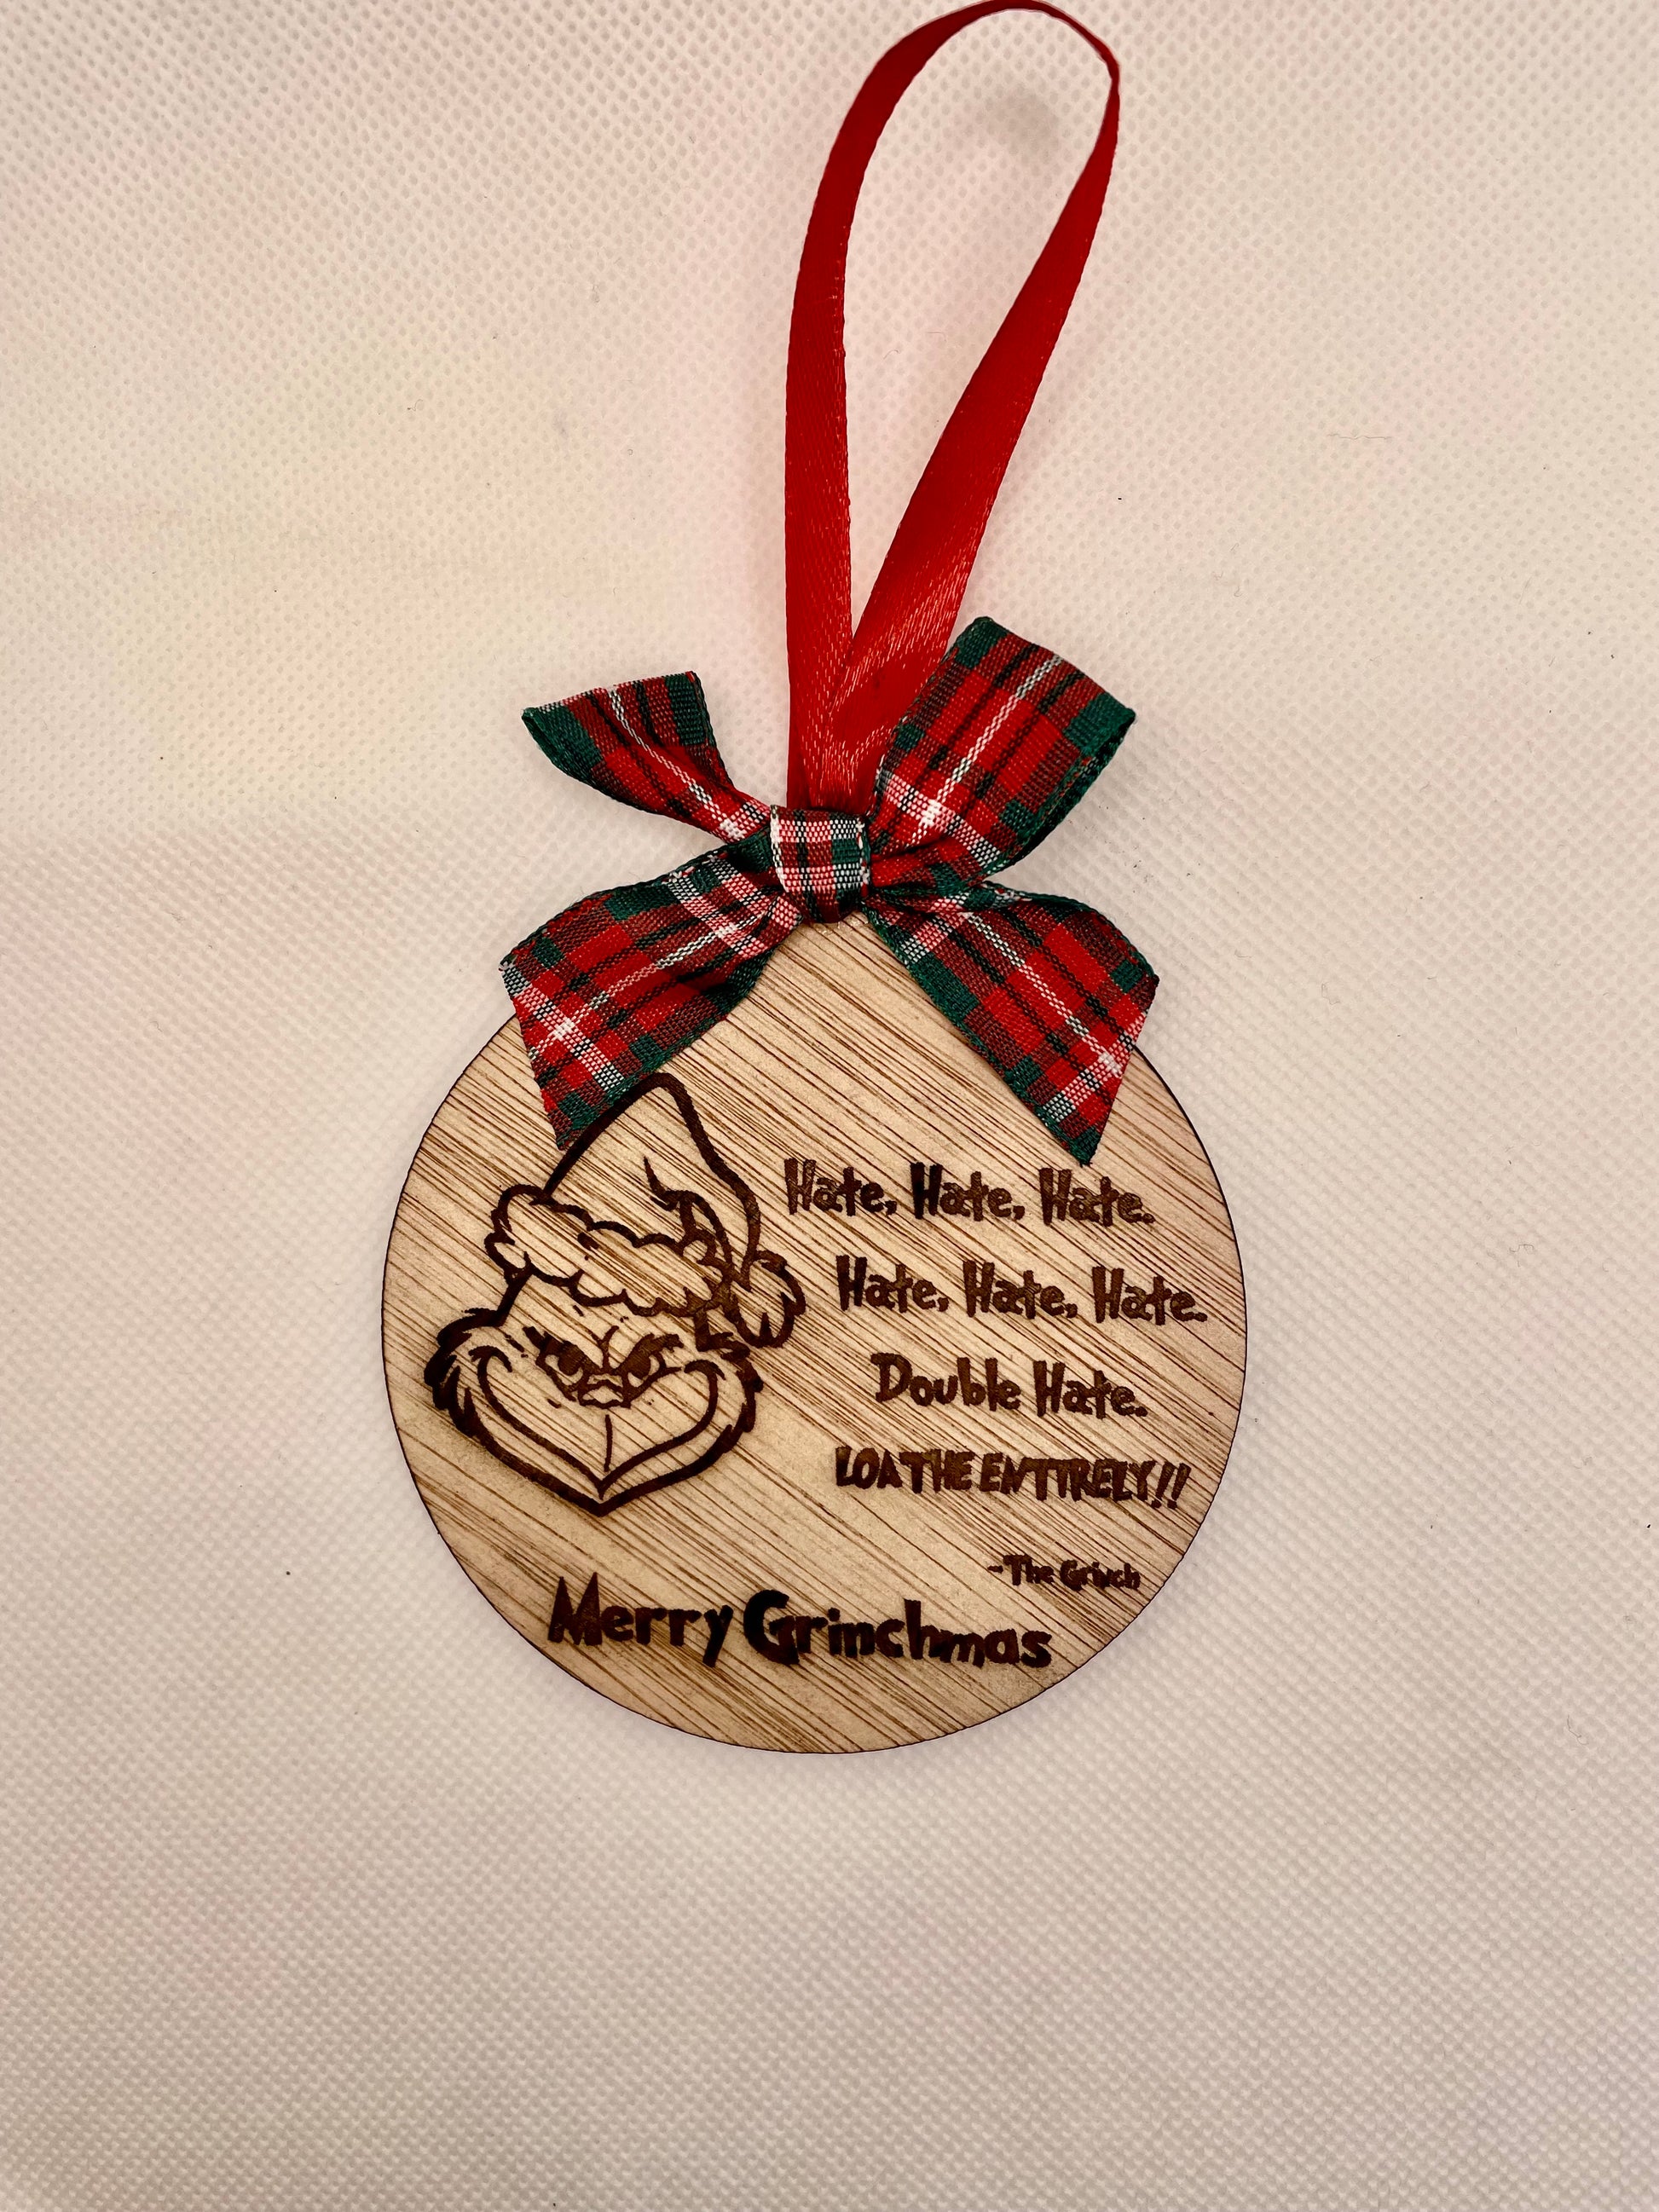 Hate, Hate, Hate.
Hate, Hate, Hate.
Double Hate.
LOATHE ENTIRELY!!
-The Grinch
Merry Grinchmas